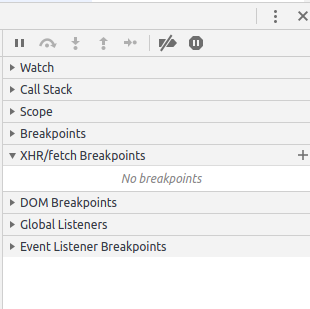 Watch
Call Stack
Scope
Breakpoints
XHR/fetch Breakpoints
No breakpoints
DOM Breakpoints
Global Listeners
Event Listener Breakpoints